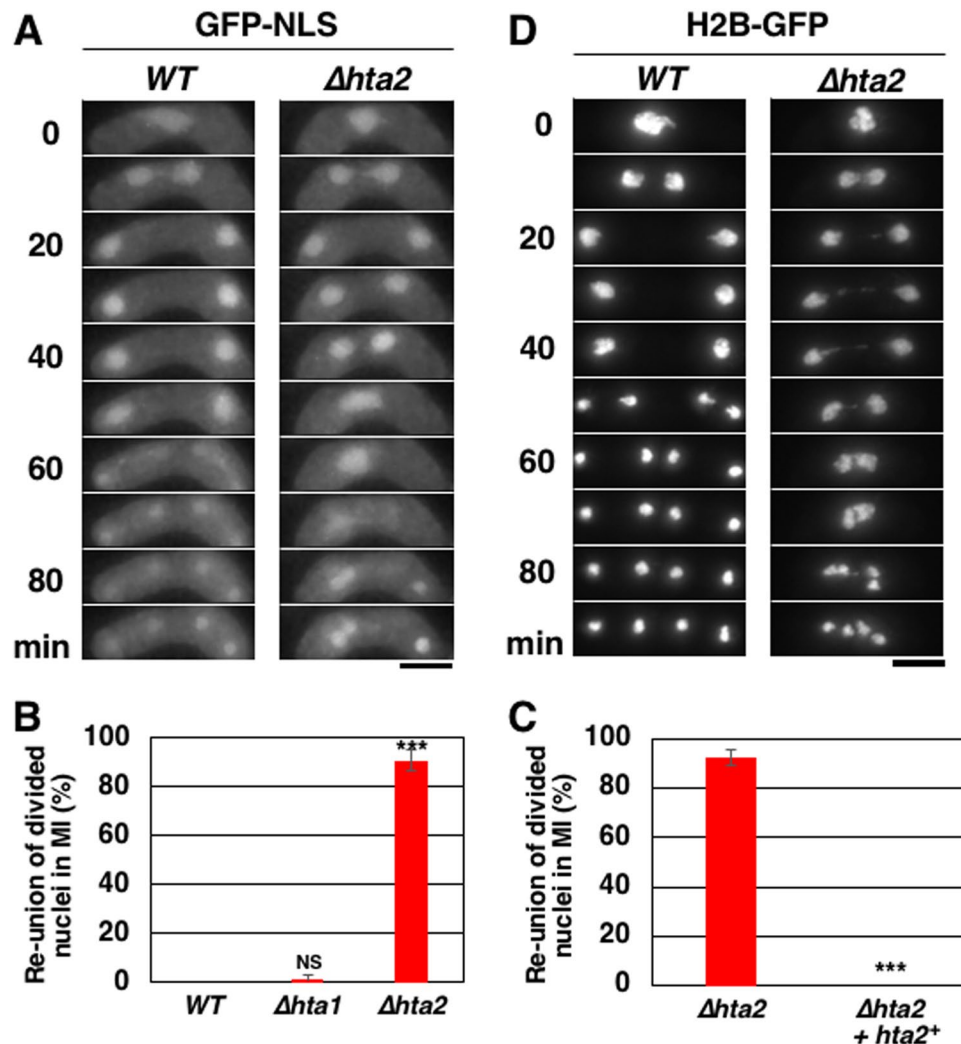 A
GFP-NLS
WT
Δhta2
0
20
40
60
80
min
D
H2B-GFP
WT
Δhta2
0
20
40
60
80
min
B
Re-union of divided
nuclei in MI (%)
100
80
60
40
20
0
***
NS
WT
Δhta1
Δhta2
C
Re-union of divided
nuclei in MI (%)
100
80
60
40
20
0
***
Δhta2
Δhta2
+ hta2⁺